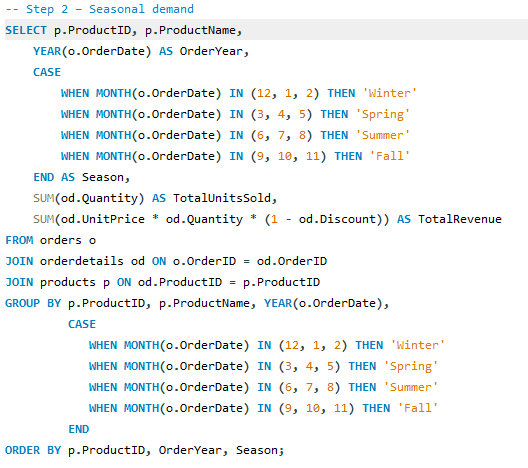 -- Step 2 – Seasonal demand
SELECT p.ProductID, p.ProductName,
    YEAR(o.OrderDate) AS OrderYear,
    CASE
        WHEN MONTH(o.OrderDate) IN (12, 1, 2) THEN 'Winter'
        WHEN MONTH(o.OrderDate) IN (3, 4, 5) THEN 'Spring'
        WHEN MONTH(o.OrderDate) IN (6, 7, 8) THEN 'Summer'
        WHEN MONTH(o.OrderDate) IN (9, 10, 11) THEN 'Fall'
    END AS Season,
    SUM(od.Quantity) AS TotalUnitsSold,
    SUM(od.UnitPrice * od.Quantity * (1 - od.Discount)) AS TotalRevenue
FROM orders o
JOIN orderdetails od ON o.OrderID = od.OrderID
JOIN products p ON od.ProductID = p.ProductID
GROUP BY p.ProductID, p.ProductName, YEAR(o.OrderDate),
         CASE
            WHEN MONTH(o.OrderDate) IN (12, 1, 2) THEN 'Winter'
            WHEN MONTH(o.OrderDate) IN (3, 4, 5) THEN 'Spring'
            WHEN MONTH(o.OrderDate) IN (6, 7, 8) THEN 'Summer'
            WHEN MONTH(o.OrderDate) IN (9, 10, 11) THEN 'Fall'
         END
ORDER BY p.ProductID, OrderYear, Season;